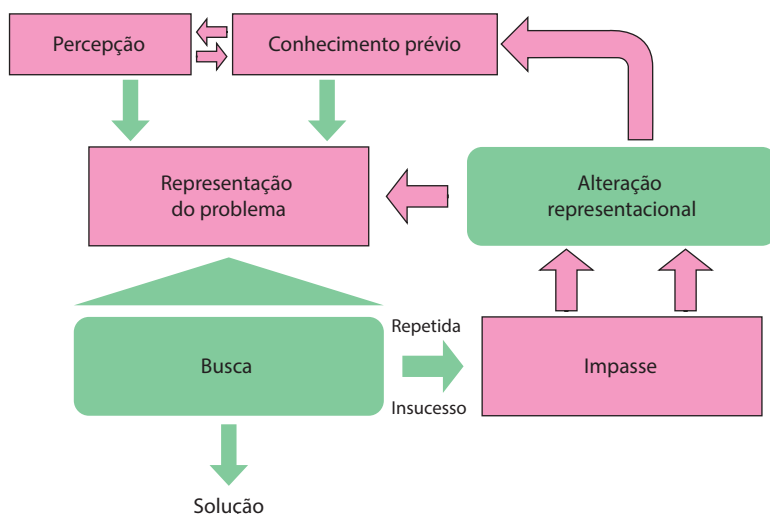 Percepção
Conhecimento prévio
Representação
do problema
Alteração
representacional
Repetida
Busca
Impasse
Insucesso
Solução